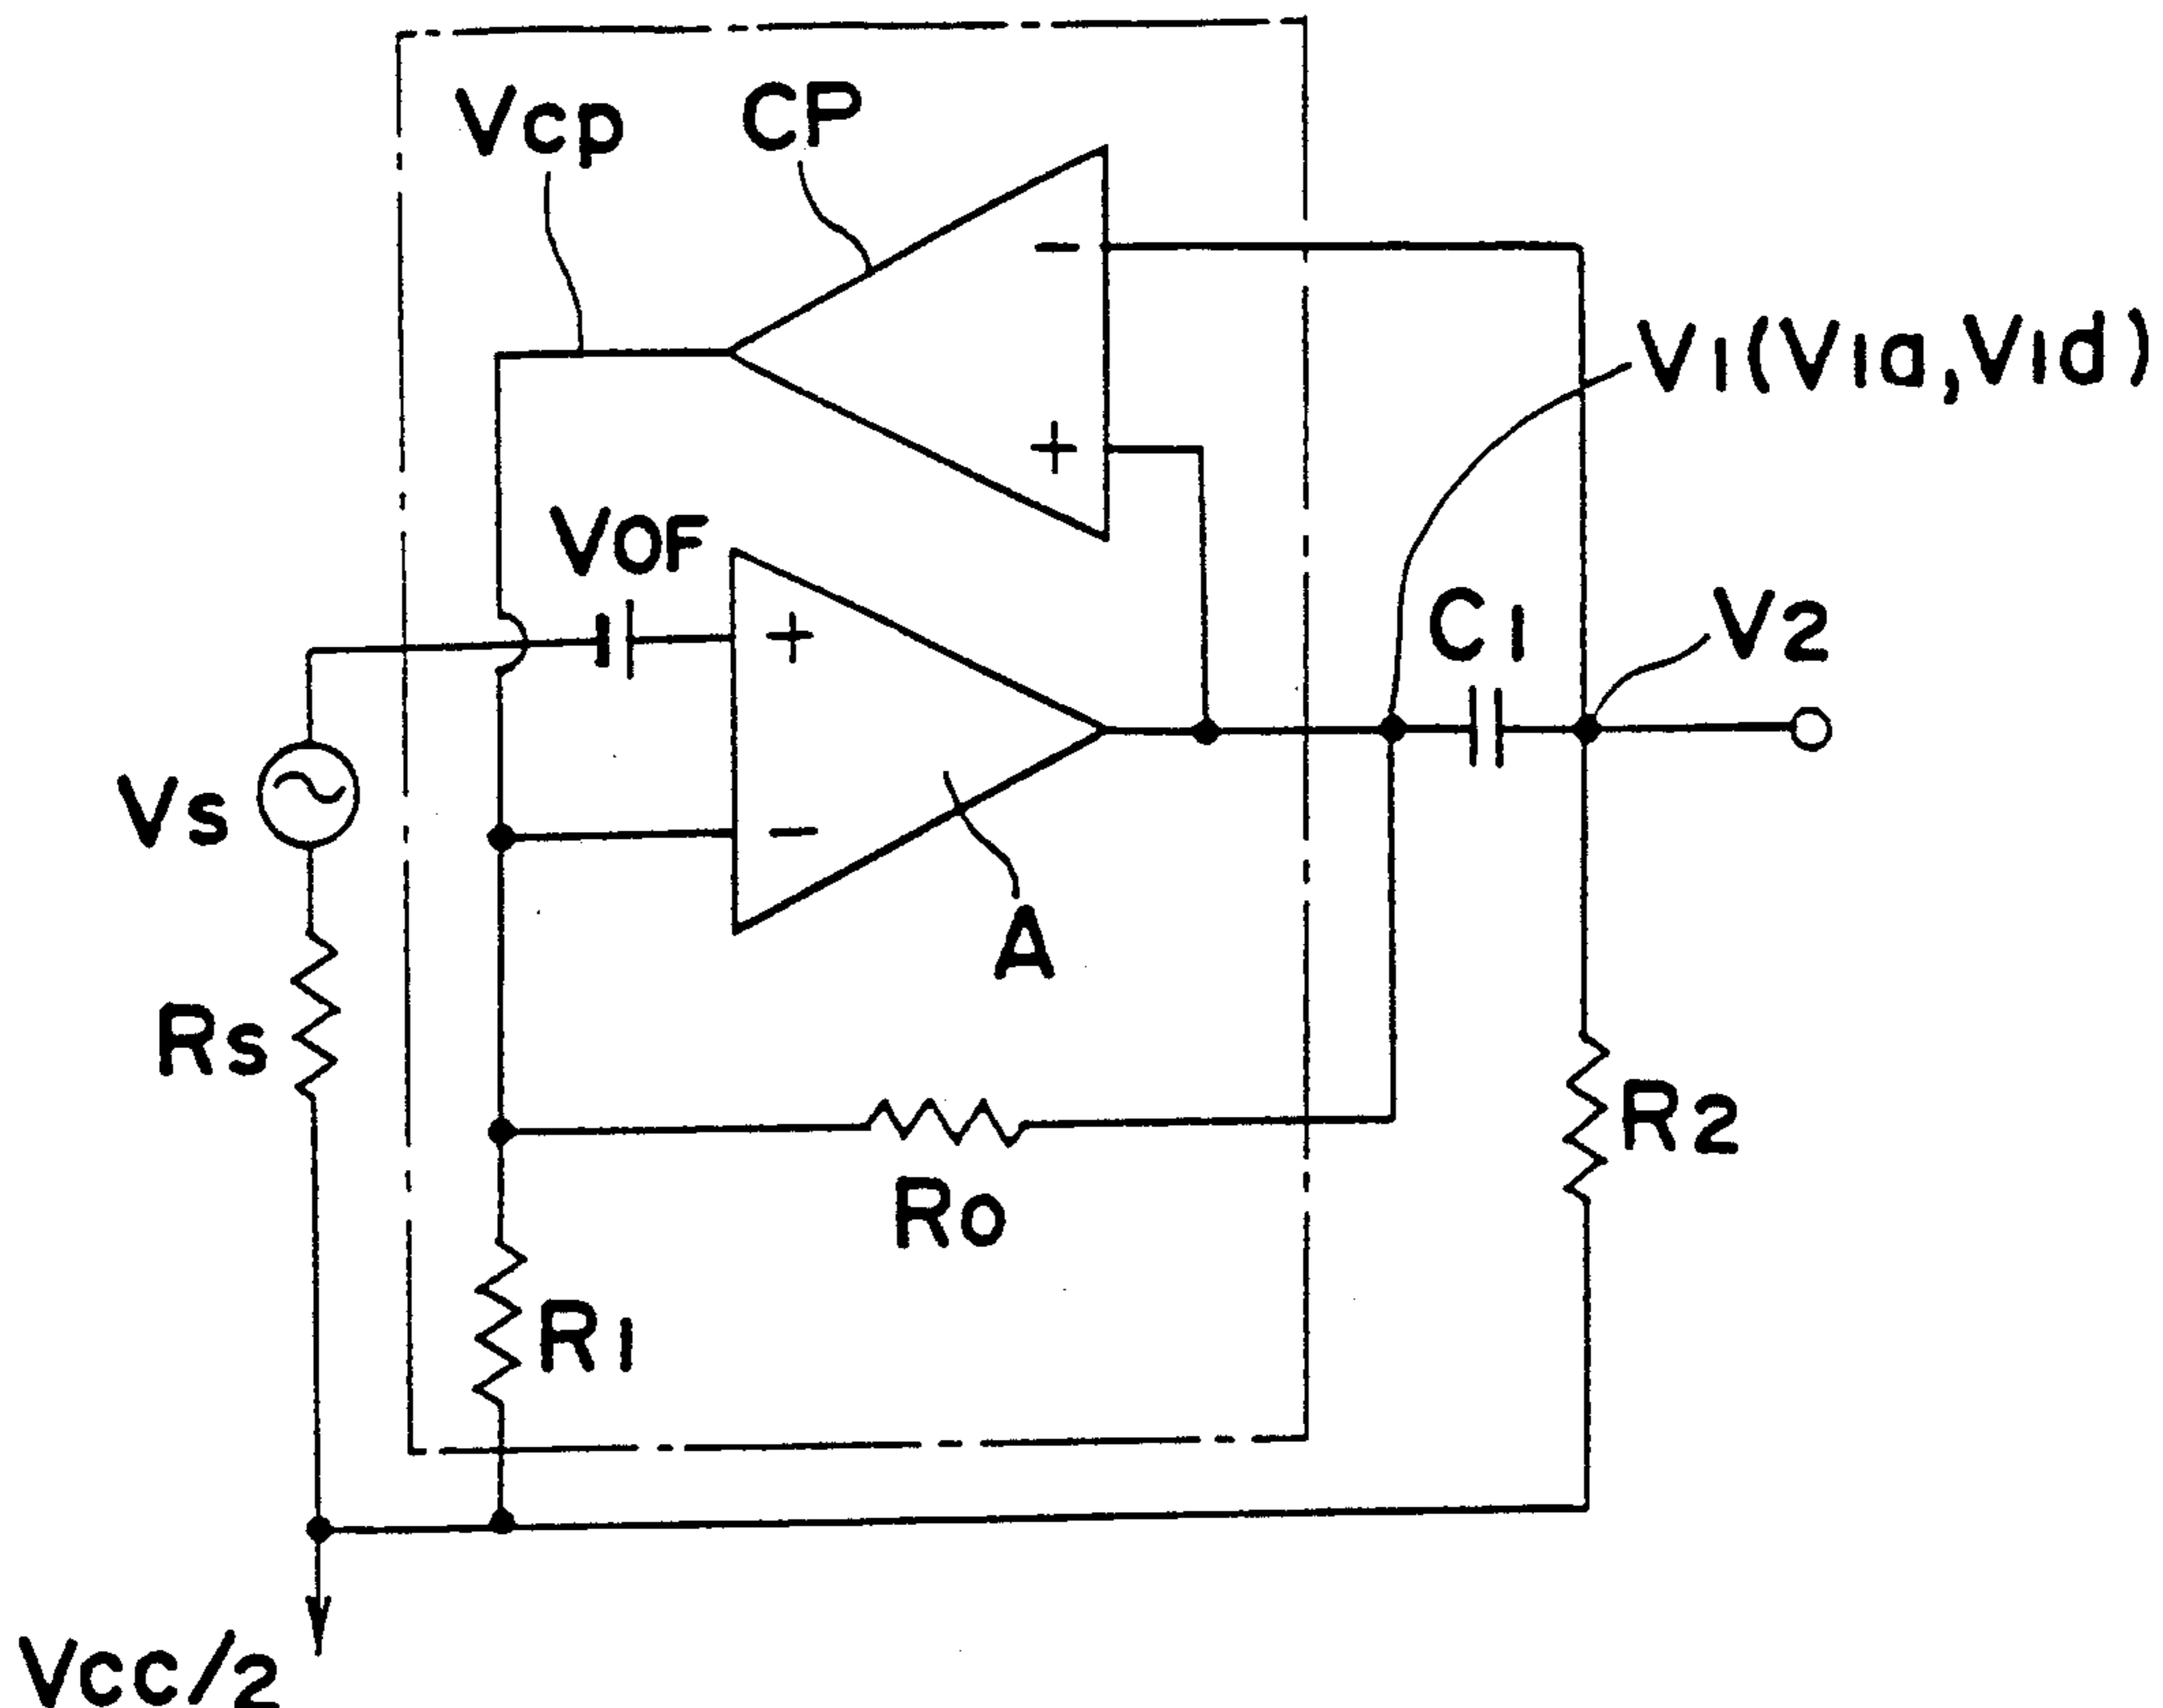 Vcp
CP
V1(V1a,V1d)
VOF
+
-
C1
V2
Vs
A
Rs
R2
Ro
R1
Vcc/2